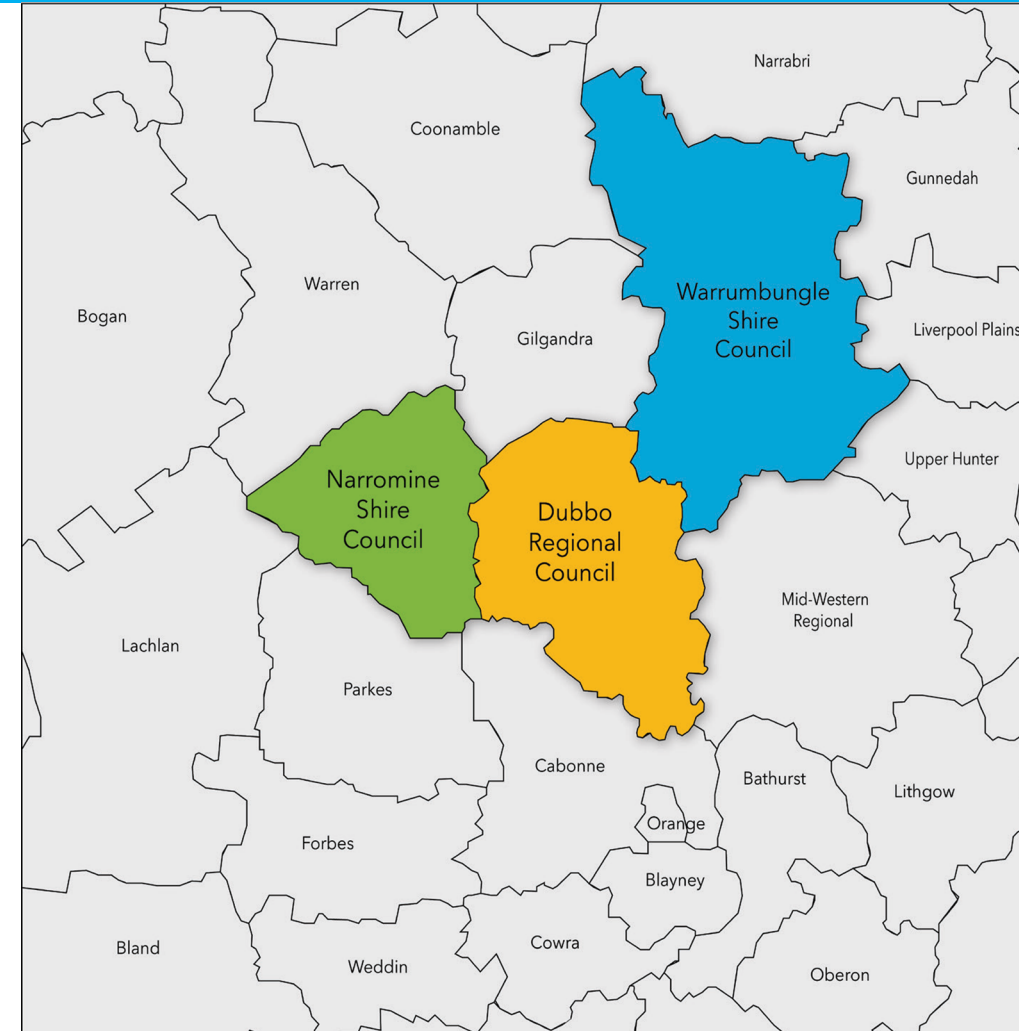 Narrabri
Coonamble
Gunnedah
Warren
Warrumbungle
Shire
Council
Bogan
Gilgandra
Liverpool Plains
Upper Hunter
Narromine
Shire
Council
Dubbo
Regional
Council
Mid-Western
Regional
Lachlan
Parkes
Cabonne
Bathurst
Lithgow
Orange
Forbes
Blayney
Bland
Cowra
Weddin
Oberon